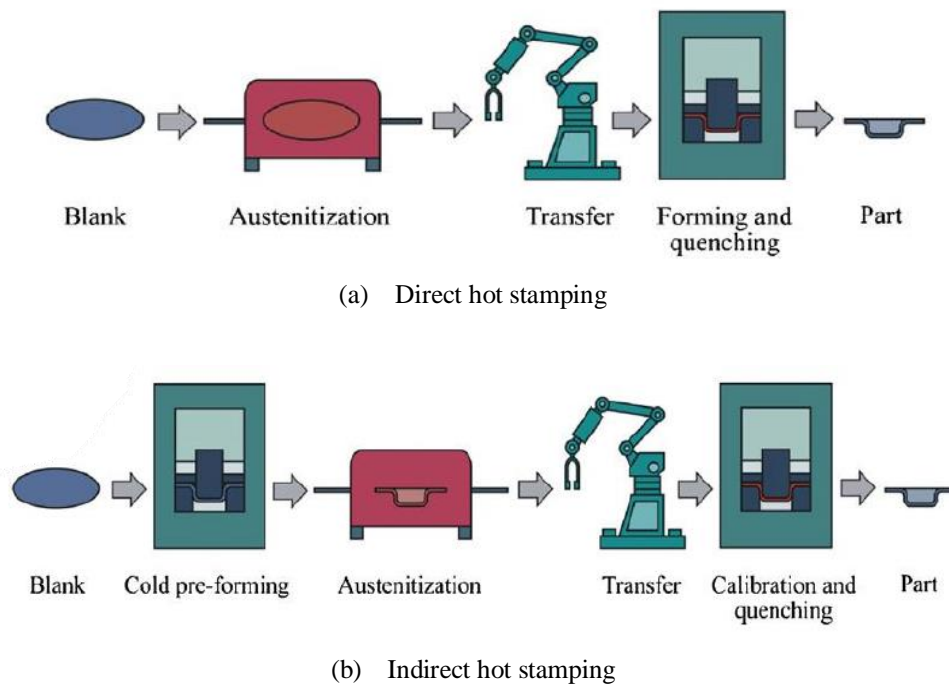 Blank Austenitization Transfer Forming and quenching Part
(a) Direct hot stamping
Blank Cold pre-forming Austenitization Transfer Calibration and quenching Part
(b) Indirect hot stamping